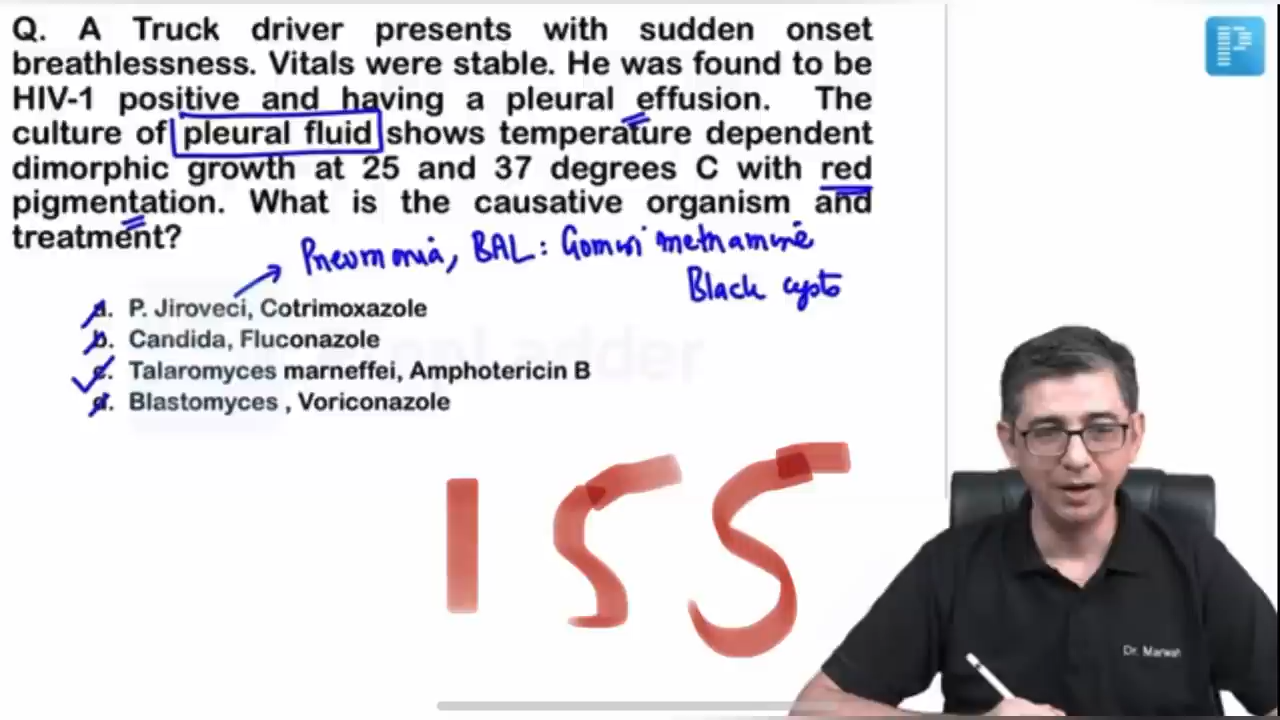 Q. A Truck driver presents with sudden onset
breathlessness. Vitals were stable. He was found to be
HIV-1 positive and having a pleural effusion. The
culture of pleural fluid shows temperature dependent
dimorphic growth at 25 and 37 degrees C with red
pigmentation. What is the causative organism and
treatment?
Pneumonia, BAL: Gomori methamine
Black cysts
a. P. Jiroveci, Cotrimoxazole
b. Candida, Fluconazole
c. Talaromyces marneffei, Amphotericin B
d. Blastomyces , Voriconazole
155
Dr. Marwah
P